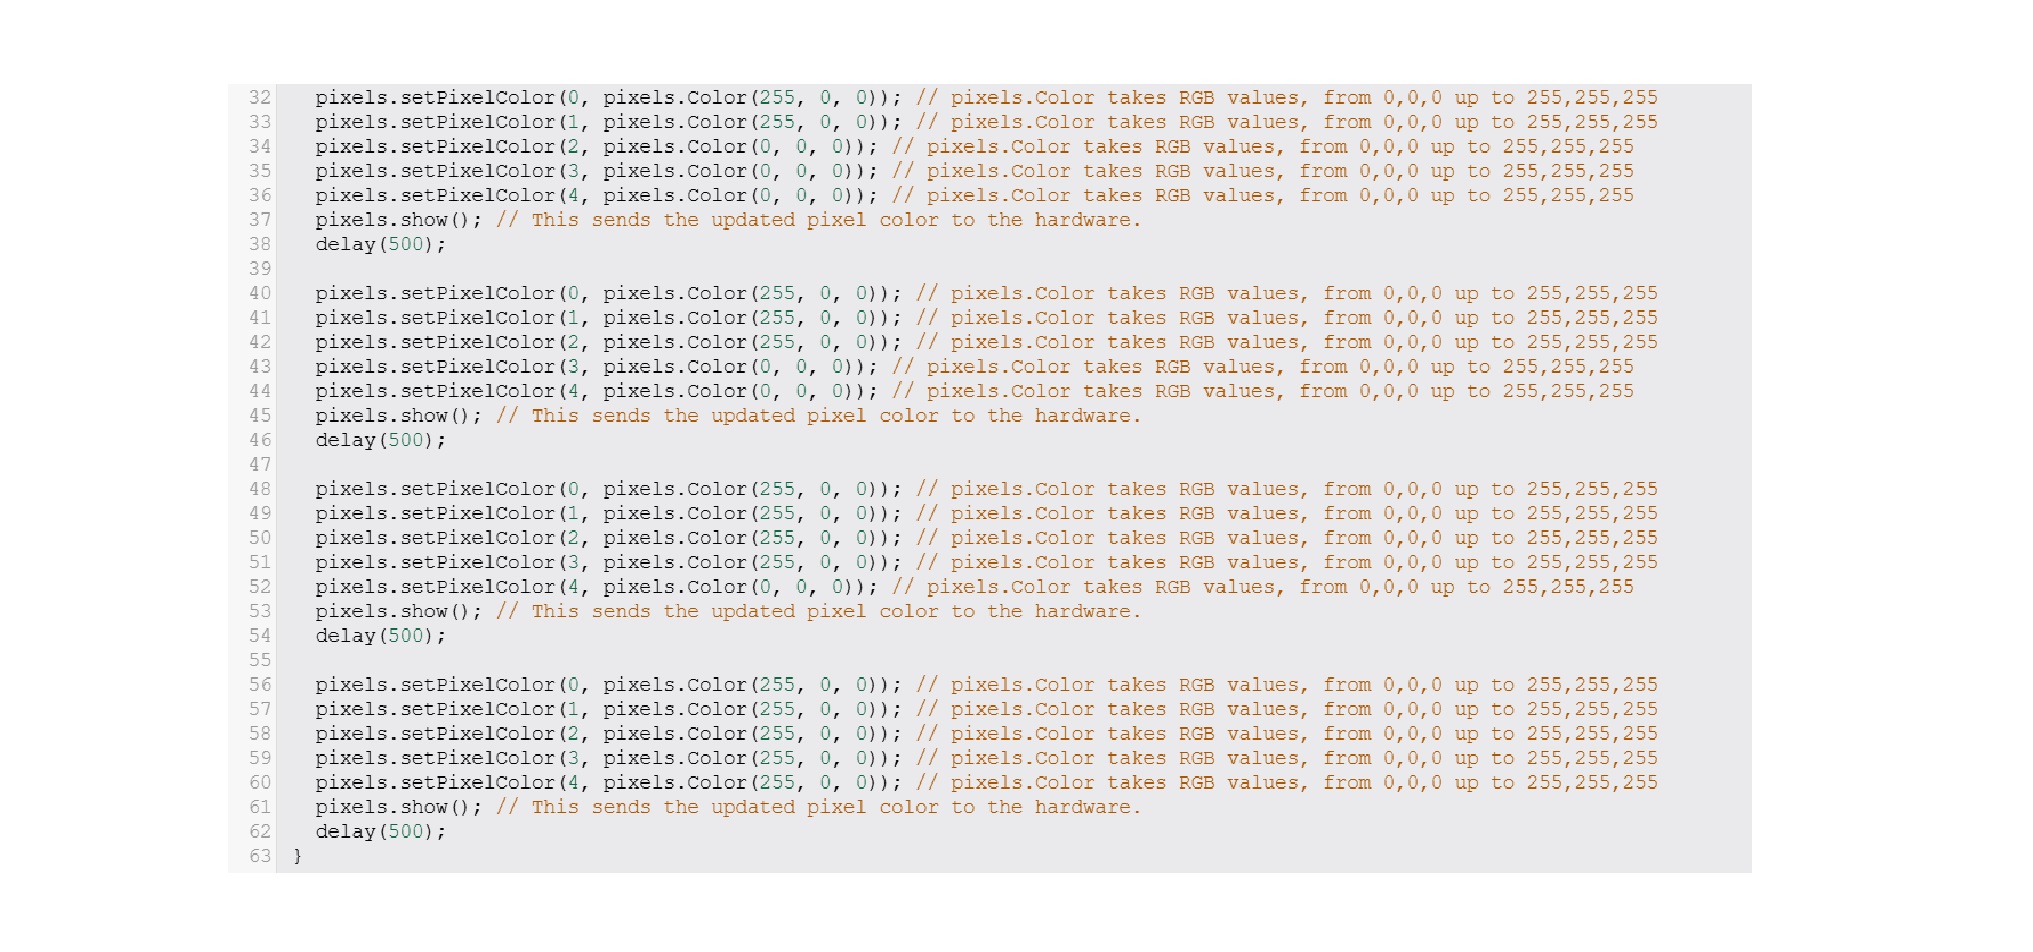 32 pixels.setPixelColor(0, pixels.Color(255, 0, 0)); // pixels.Color takes RGB values, from 0,0,0 up to 255,255,255
33 pixels.setPixelColor(1, pixels.Color(255, 0, 0)); // pixels.Color takes RGB values, from 0,0,0 up to 255,255,255
34 pixels.setPixelColor(2, pixels.Color(0, 0, 0)); // pixels.Color takes RGB values, from 0,0,0 up to 255,255,255
35 pixels.setPixelColor(3, pixels.Color(0, 0, 0)); // pixels.Color takes RGB values, from 0,0,0 up to 255,255,255
36 pixels.setPixelColor(4, pixels.Color(0, 0, 0)); // pixels.Color takes RGB values, from 0,0,0 up to 255,255,255
37 pixels.show(); // This sends the updated pixel color to the hardware.
38 delay(500);
39
40 pixels.setPixelColor(0, pixels.Color(255, 0, 0)); // pixels.Color takes RGB values, from 0,0,0 up to 255,255,255
41 pixels.setPixelColor(1, pixels.Color(255, 0, 0)); // pixels.Color takes RGB values, from 0,0,0 up to 255,255,255
42 pixels.setPixelColor(2, pixels.Color(255, 0, 0)); // pixels.Color takes RGB values, from 0,0,0 up to 255,255,255
43 pixels.setPixelColor(3, pixels.Color(0, 0, 0)); // pixels.Color takes RGB values, from 0,0,0 up to 255,255,255
44 pixels.setPixelColor(4, pixels.Color(0, 0, 0)); // pixels.Color takes RGB values, from 0,0,0 up to 255,255,255
45 pixels.show(); // This sends the updated pixel color to the hardware.
46 delay(500);
47
48 pixels.setPixelColor(0, pixels.Color(255, 0, 0)); // pixels.Color takes RGB values, from 0,0,0 up to 255,255,255
49 pixels.setPixelColor(1, pixels.Color(255, 0, 0)); // pixels.Color takes RGB values, from 0,0,0 up to 255,255,255
50 pixels.setPixelColor(2, pixels.Color(255, 0, 0)); // pixels.Color takes RGB values, from 0,0,0 up to 255,255,255
51 pixels.setPixelColor(3, pixels.Color(255, 0, 0)); // pixels.Color takes RGB values, from 0,0,0 up to 255,255,255
52 pixels.setPixelColor(4, pixels.Color(0, 0, 0)); // pixels.Color takes RGB values, from 0,0,0 up to 255,255,255
53 pixels.show(); // This sends the updated pixel color to the hardware.
54 delay(500);
55
56 pixels.setPixelColor(0, pixels.Color(255, 0, 0)); // pixels.Color takes RGB values, from 0,0,0 up to 255,255,255
57 pixels.setPixelColor(1, pixels.Color(255, 0, 0)); // pixels.Color takes RGB values, from 0,0,0 up to 255,255,255
58 pixels.setPixelColor(2, pixels.Color(255, 0, 0)); // pixels.Color takes RGB values, from 0,0,0 up to 255,255,255
59 pixels.setPixelColor(3, pixels.Color(255, 0, 0)); // pixels.Color takes RGB values, from 0,0,0 up to 255,255,255
60 pixels.setPixelColor(4, pixels.Color(255, 0, 0)); // pixels.Color takes RGB values, from 0,0,0 up to 255,255,255
61 pixels.show(); // This sends the updated pixel color to the hardware.
62 delay(500);
63 }